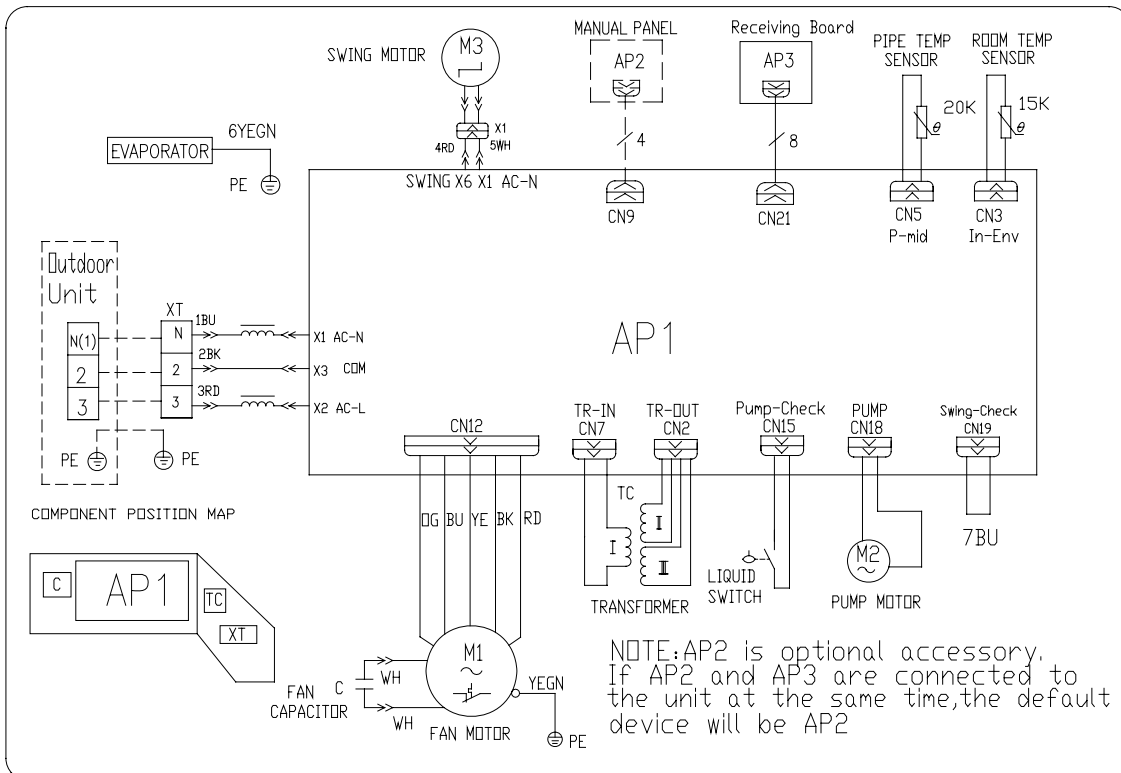 SWING MOTOR
M3
MANUAL PANEL
AP2
Receiving Board
AP3
PIPE TEMP
SENSOR
ROOM TEMP
SENSOR
20K
θ
15K
θ
X1
4RD
5WH
4
8
EVAPORATOR
6YEGN
PE
SWING X6 X1 AC-N
CN9
CN21
CN5
P-mid
CN3
In-Env
Outdoor
Unit
N(1)
2
3
XT
N
2
3
1BU
2BK
3RD
X1 AC-N
X3 COM
X2 AC-L
AP1
PE
PE
CN12
TR-IN
CN7
TR-OUT
CN2
Pump-Check
CN15
PUMP
CN18
Swing-Check
CN19
OG BU YE BK RD
TC
I
I
II
TRANSFORMER
LIQUID
SWITCH
M2
PUMP MOTOR
7BU
COMPONENT POSITION MAP
C
AP1
TC
XT
M1
FAN MOTOR
C
FAN
CAPACITOR
WH
WH
YEGN
PE
NOTE:AP2 is optional accessory.
If AP2 and AP3 are connected to
the unit at the same time,the default
device will be AP2